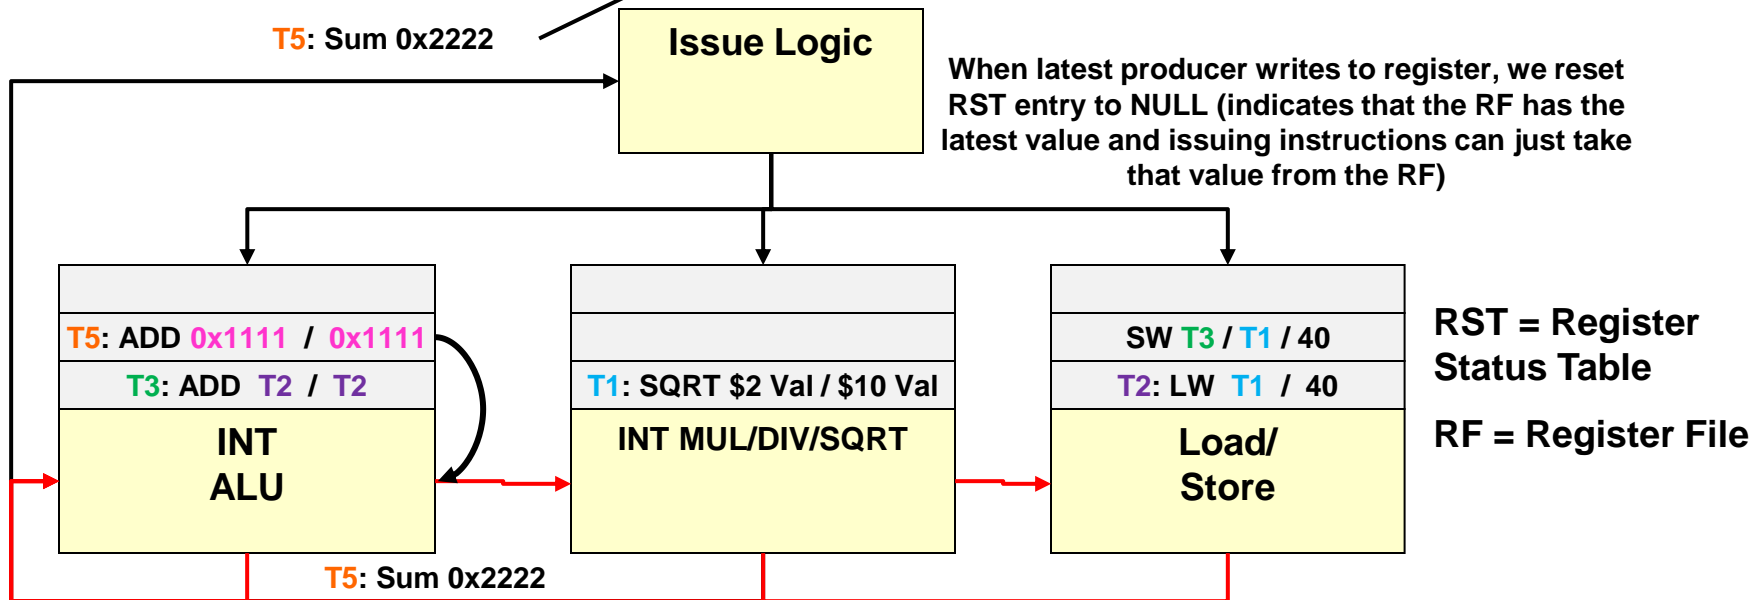 T5: Sum 0x2222
Issue Logic
When latest producer writes to register, we reset
RST entry to NULL (indicates that the RF has the
latest value and issuing instructions can just take
that value from the RF)
T5: ADD 0x1111 / 0x1111
T3: ADD T2 / T2
INT
ALU
T1: SQRT $2 Val / $10 Val
INT MUL/DIV/SQRT
SW T3 / T1 / 40
T2: LW T1 / 40
Load/
Store
RST = Register
Status Table
RF = Register File
T5: Sum 0x2222